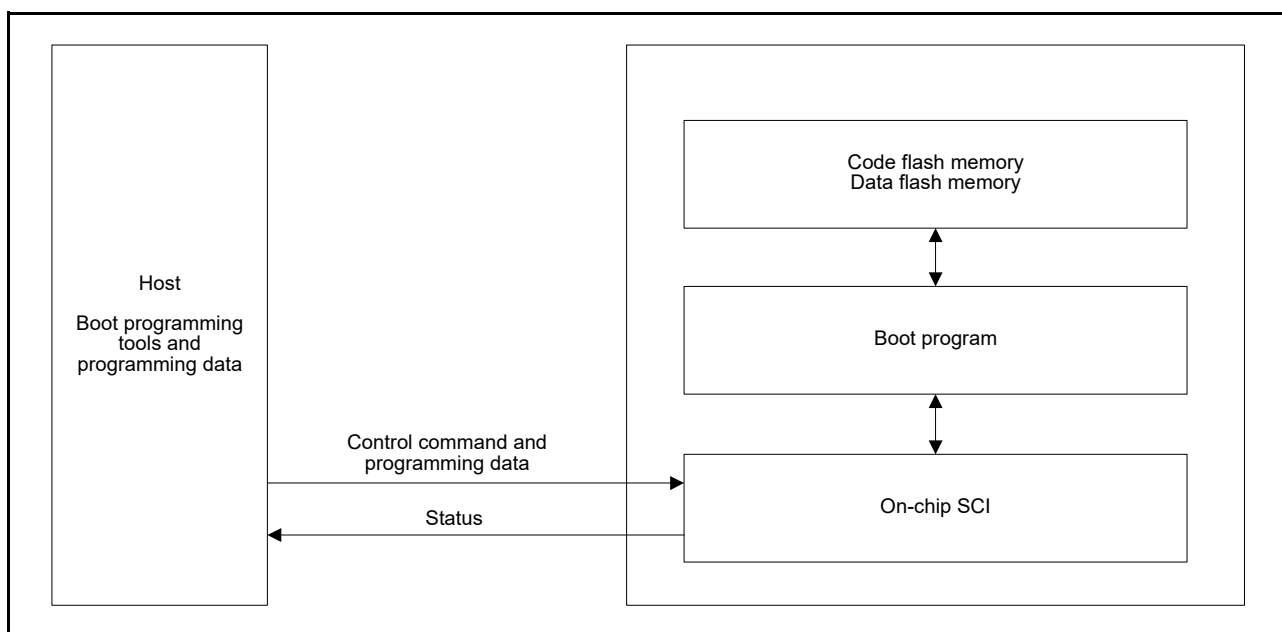 Host
Boot programming
tools and
programming data
Control command and
programming data
Status
Code flash memory
Data flash memory
Boot program
On-chip SCI